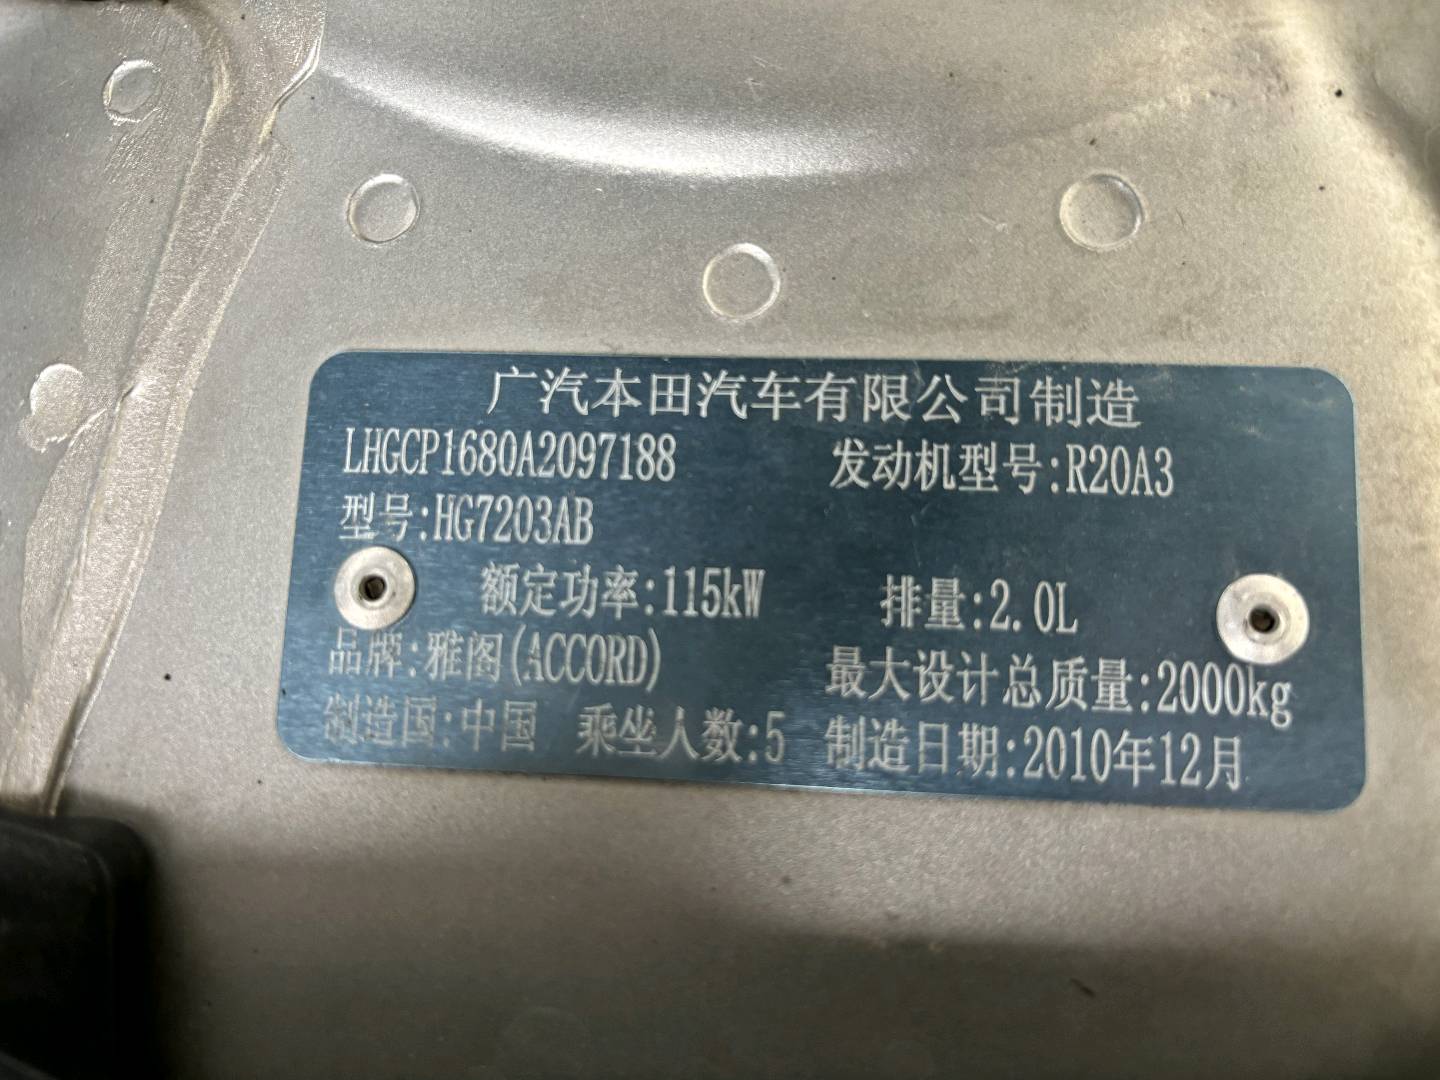 广汽本田汽车有限公司制造
LHGCP1680A2097188 发动机型号:R20A3
型号:HG7203AB
额定功率:115kW 排量:2.0L
品牌:雅阁(ACCORD) 最大设计总质量:2000kg
制造国:中国 乘坐人数:5 制造日期:2010年12月